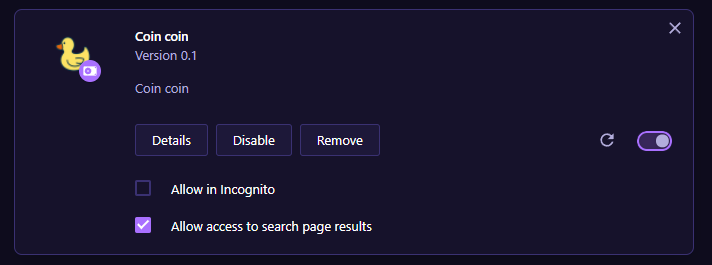 Coin coin
Version 0.1
Coin coin
Details
Disable
Remove
Allow in Incognito
Allow access to search page results